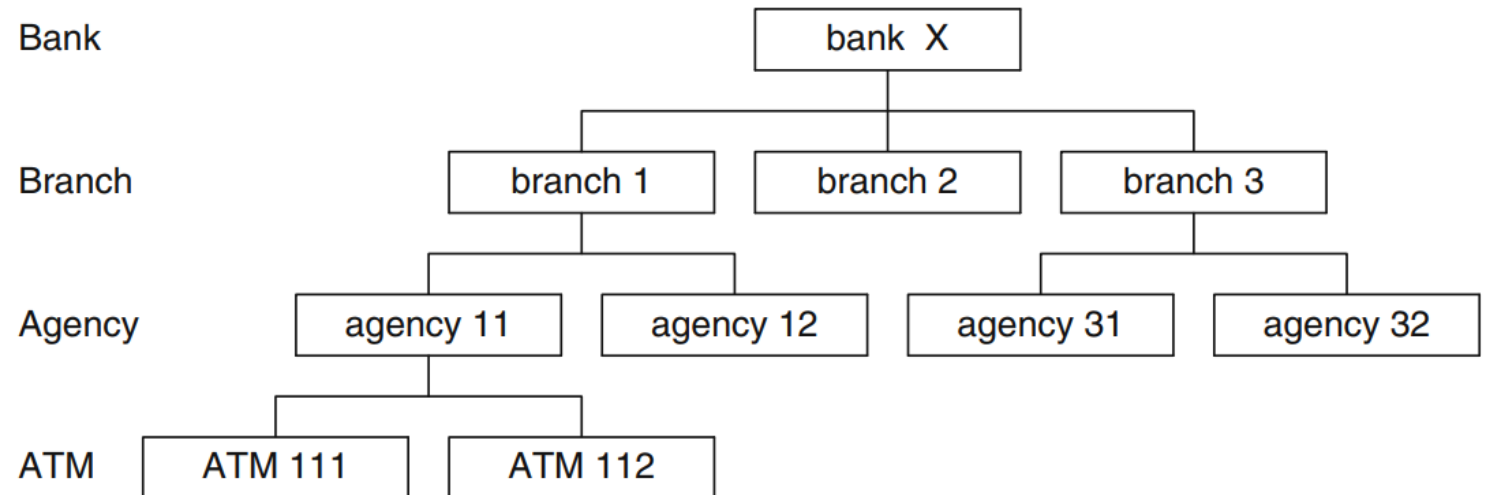 Bank bank X
Branch branch 1 branch 2 branch 3
Agency agency 11 agency 12 agency 31 agency 32
ATM ATM 111 ATM 112